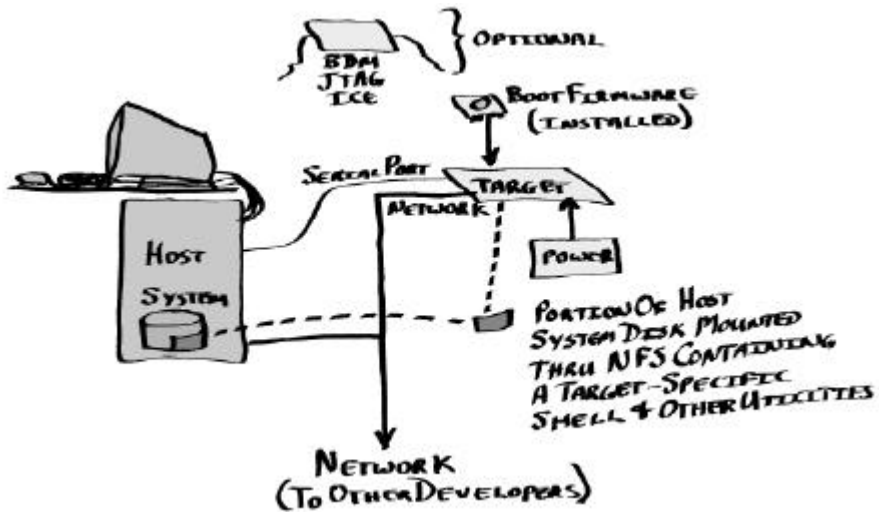 OPTIONAL
BDM
JTAG
ICE
BOOT FIRMWARE
(INSTALLED)
SERIAL PORT
TARGET
NETWORK
HOST
SYSTEM
POWER
PORTION OF HOST
SYSTEM DISK MOUNTED
THRU NFS CONTAINING
A TARGET-SPECIFIC
SHELL & OTHER UTILITIES
NETWORK
(TO OTHER DEVELOPERS)